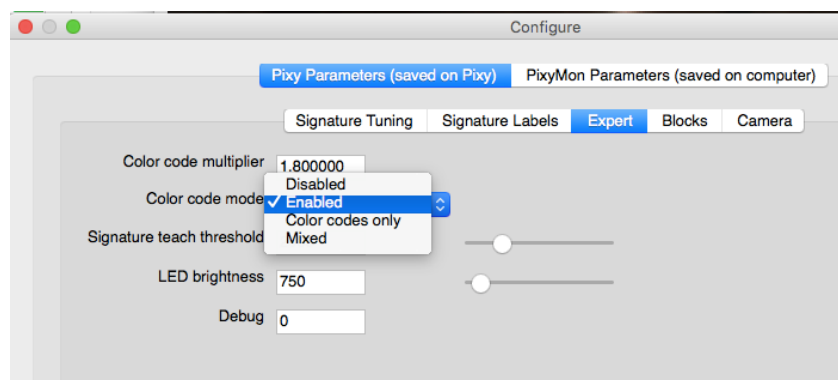 Configure
Pixy Parameters (saved on Pixy) PixyMon Parameters (saved on computer)
Signature Tuning Signature Labels Expert Blocks Camera
Color code multiplier 1.800000
Disabled
Color code mode ✓ Enabled
Color codes only
Signature teach threshold Mixed
LED brightness 750
Debug 0